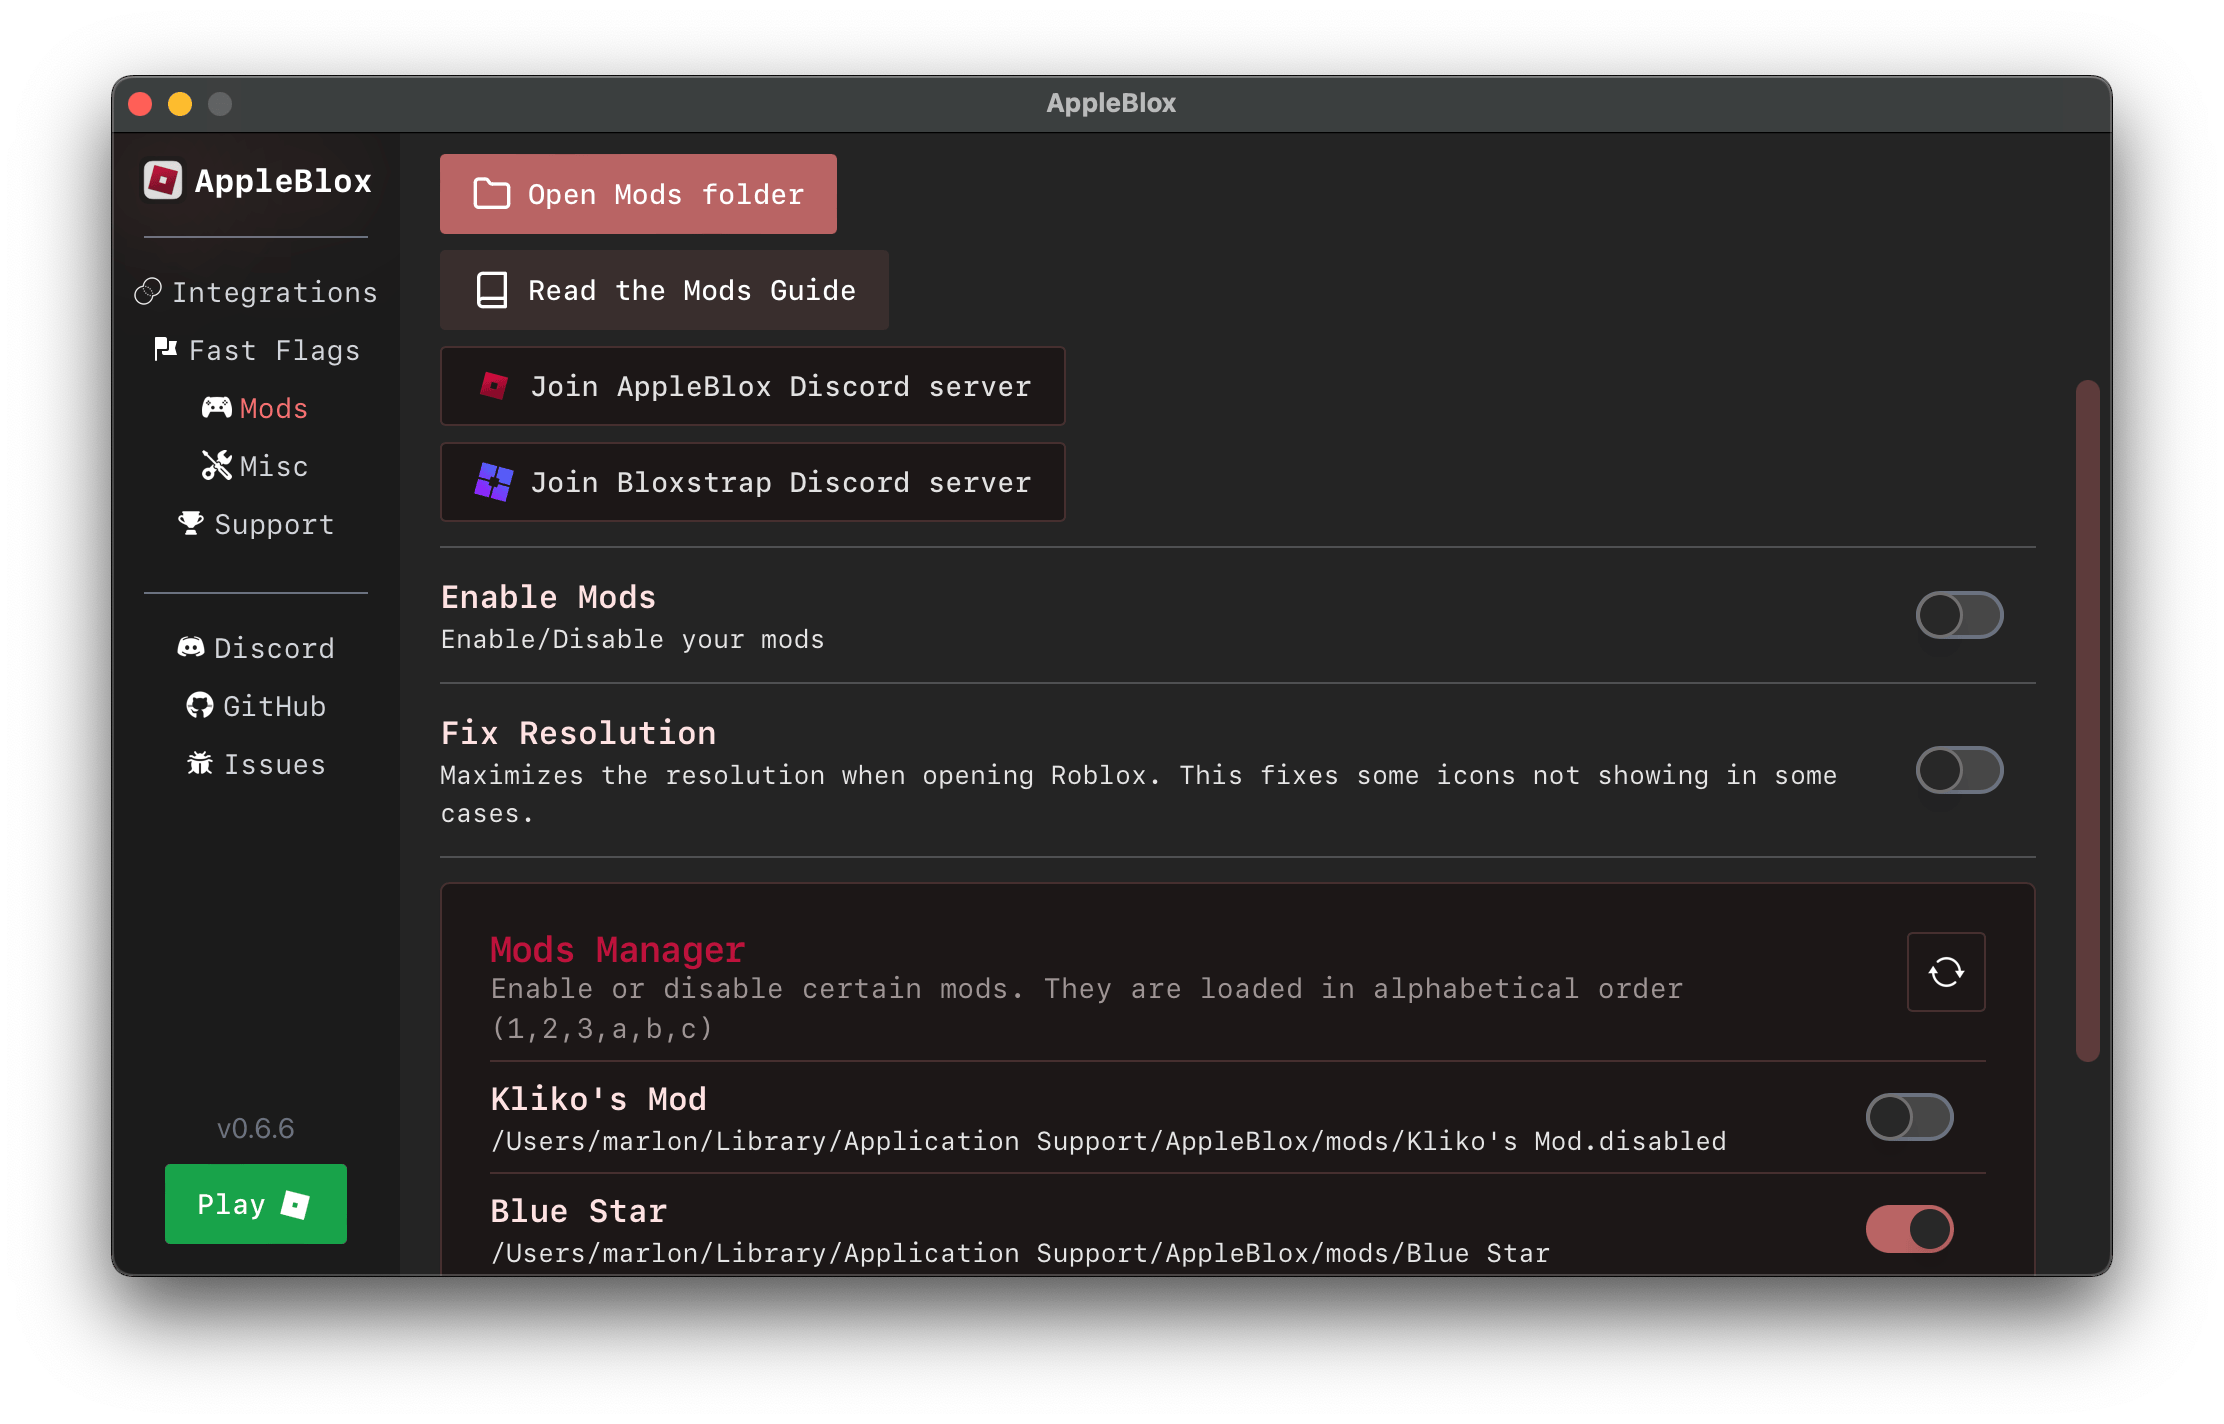 AppleBlox
AppleBlox
Integrations
Fast Flags
Mods
Misc
Support
Discord
GitHub
Issues
v0.6.6
Play
Open Mods folder
Read the Mods Guide
Join AppleBlox Discord server
Join Bloxstrap Discord server
Enable Mods
Enable/Disable your mods
Fix Resolution
Maximizes the resolution when opening Roblox. This fixes some icons not showing in some
cases.
Mods Manager
Enable or disable certain mods. They are loaded in alphabetical order
(1,2,3,a,b,c)
Kliko's Mod
/Users/marlon/Library/Application Support/AppleBlox/mods/Kliko's Mod.disabled
Blue Star
/Users/marlon/Library/Application Support/AppleBlox/mods/Blue Star